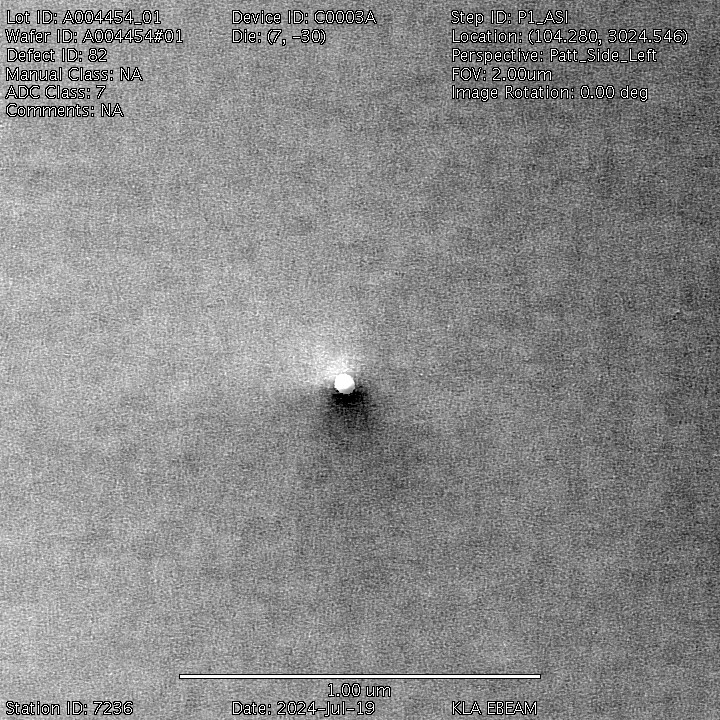 Lot ID: A004454_01
Device ID: C0003A
Step ID: P1_ASI
Wafer ID: A004454#01
Die: (7, -30)
Location: (104.280, 3024.546)
Defect ID: 82
Perspective: Patt_Side_Left
Manual Class: NA
FOV: 2.00um
ADC Class: 7
Image Rotation: 0.00 deg
Comments: NA
1.00 um
Station ID: 7236
Date: 2024-Jul-19
KLA EBEAM